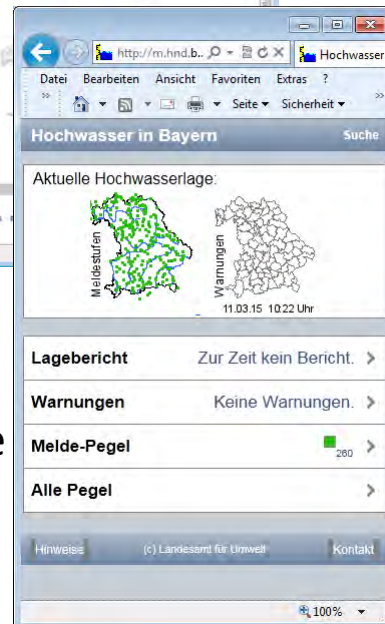 http://m.hnd.b..
Hochwasser
Datei Bearbeiten Ansicht Favoriten Extras ?
» Seite ▼ Sicherheit ▼ »
Hochwasser in Bayern Suche
Aktuelle Hochwasserlage:
Meldestufen
Warnungen
11.03.15 10:22 Uhr
Lagebericht Zur Zeit kein Bericht. >
Warnungen Keine Warnungen. >
e
Melde-Pegel 260 >
Alle Pegel >
Hinweise (c) Landesamt für Umwelt Kontakt
100% ▼